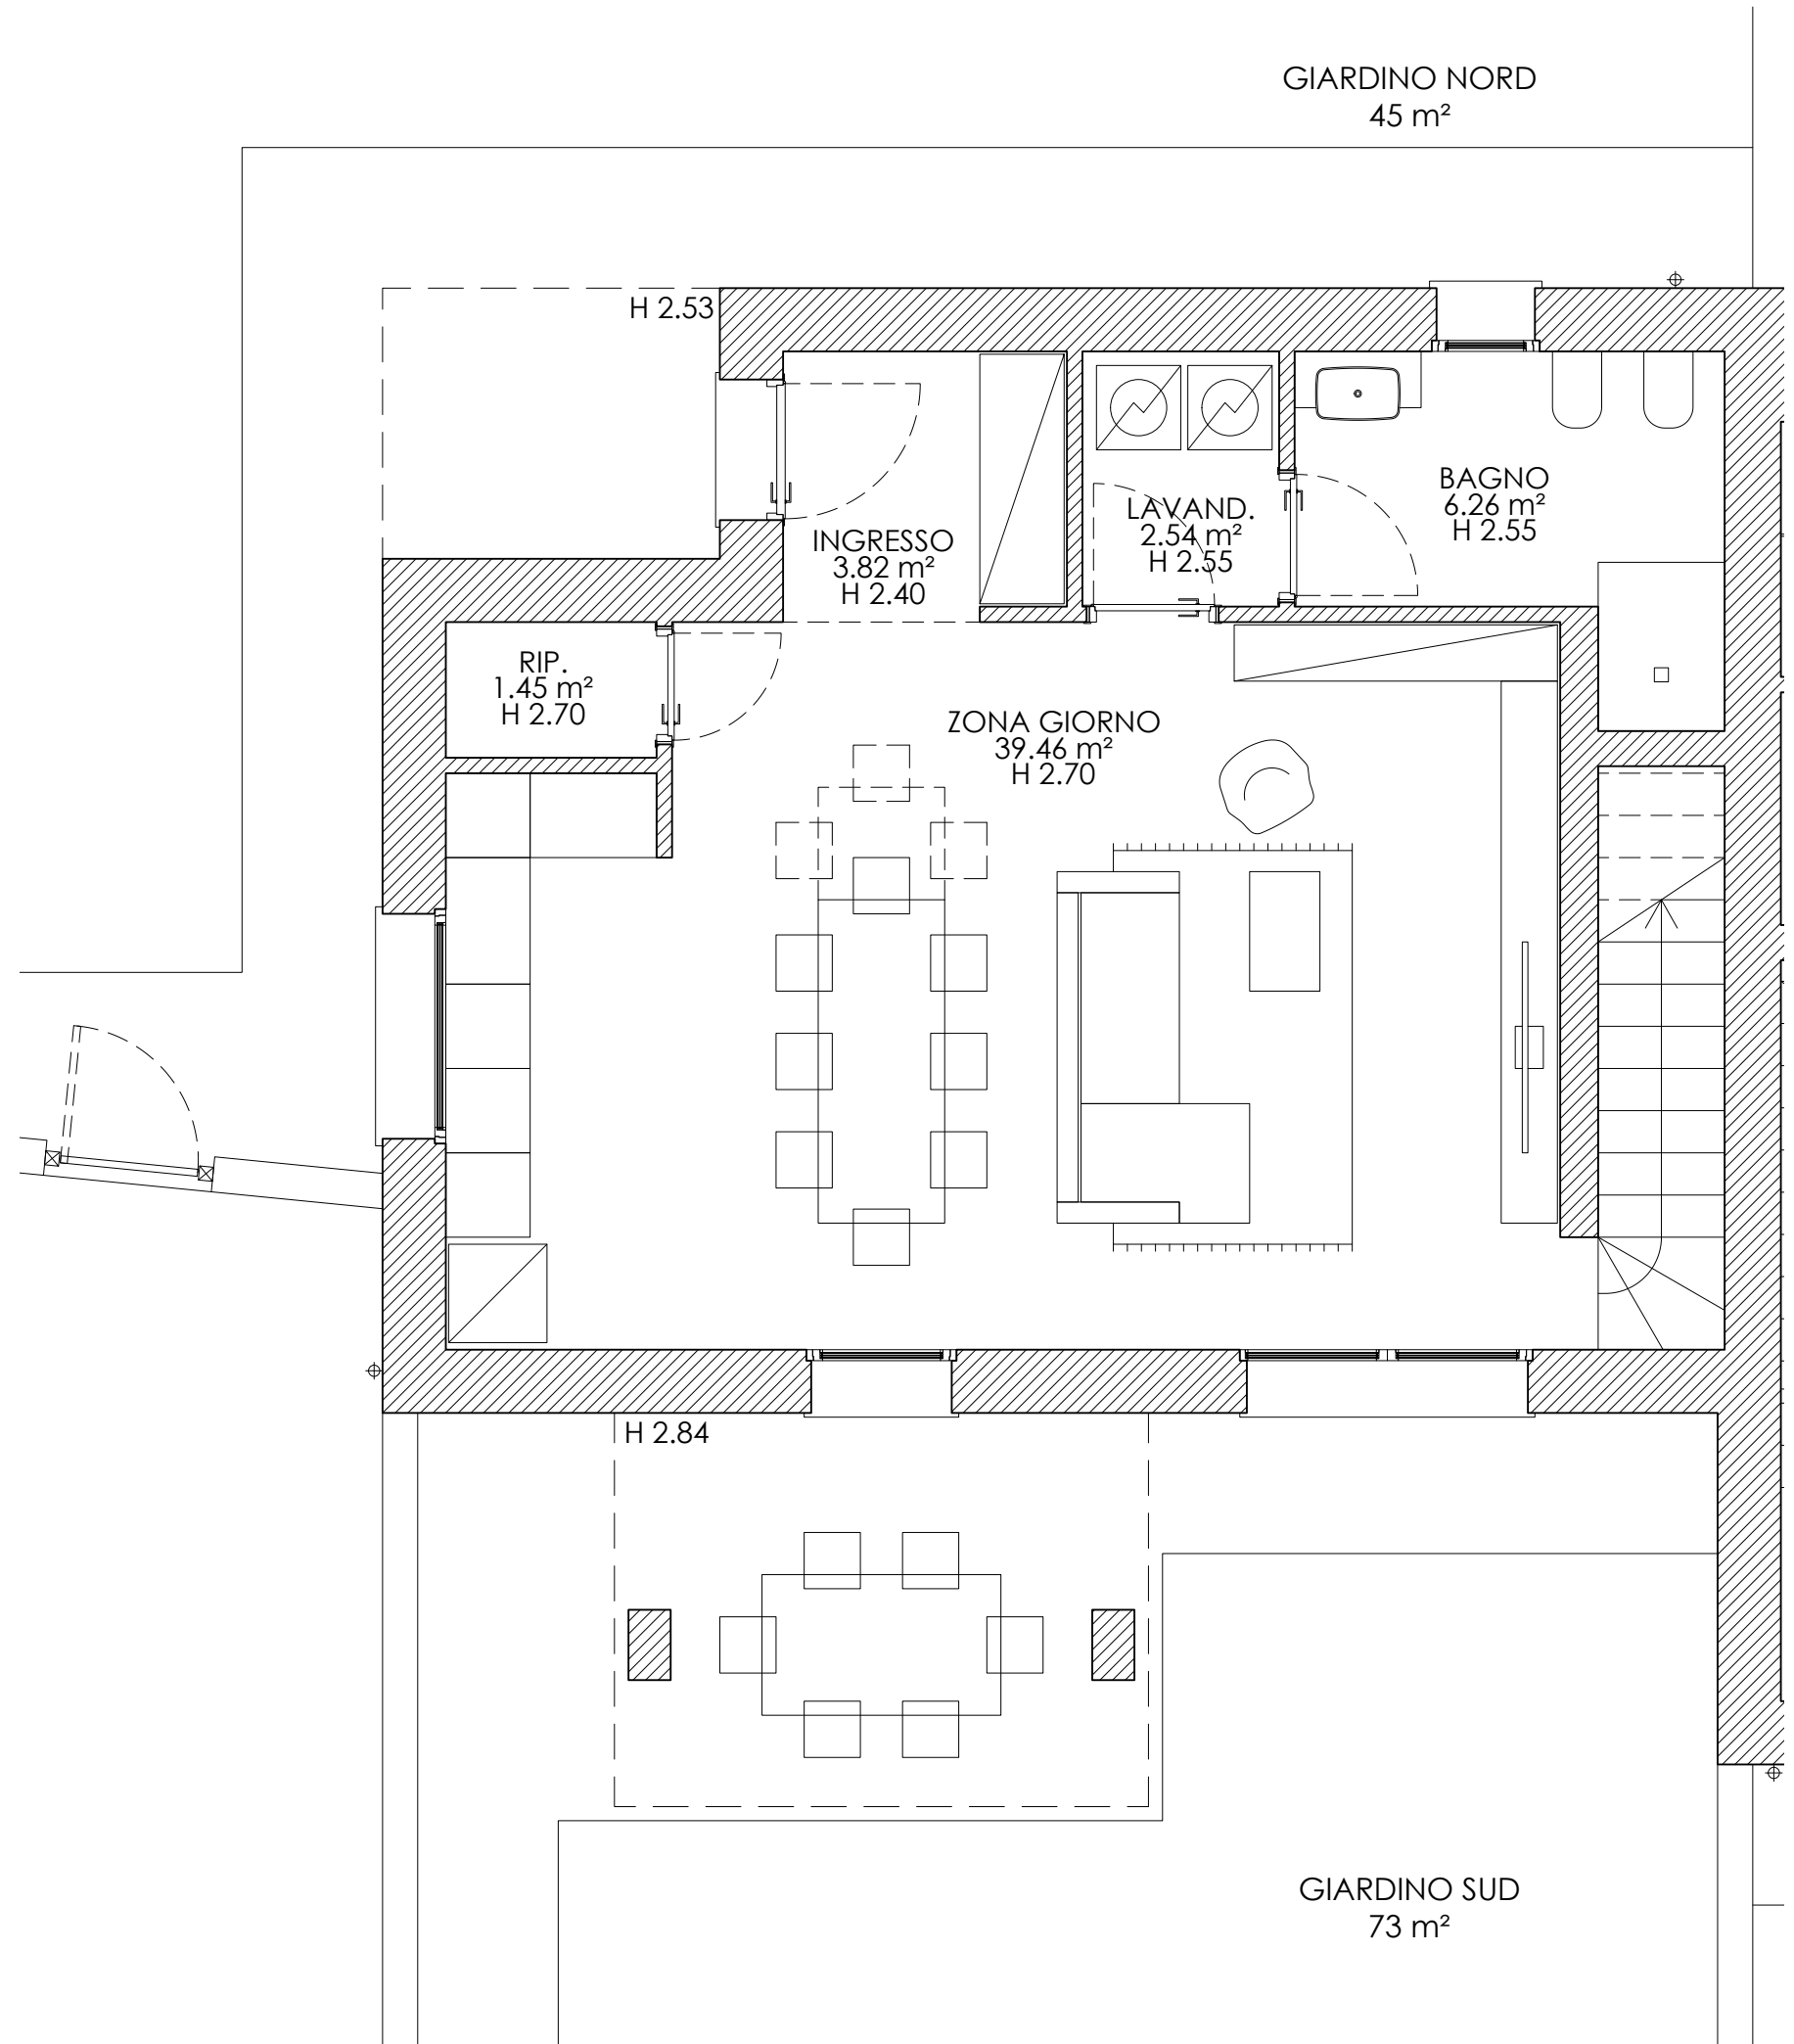 GIARDINO NORD
45 m²
H 2.53
INGRESSO
3.82 m²
H 2.40
LAVAND.
2.54 m²
H 2.55
BAGNO
6.26 m²
H 2.55
RIP.
1.45 m²
H 2.70
ZONA GIORNO
39.46 m²
H 2.70
H 2.84
GIARDINO SUD
73 m²